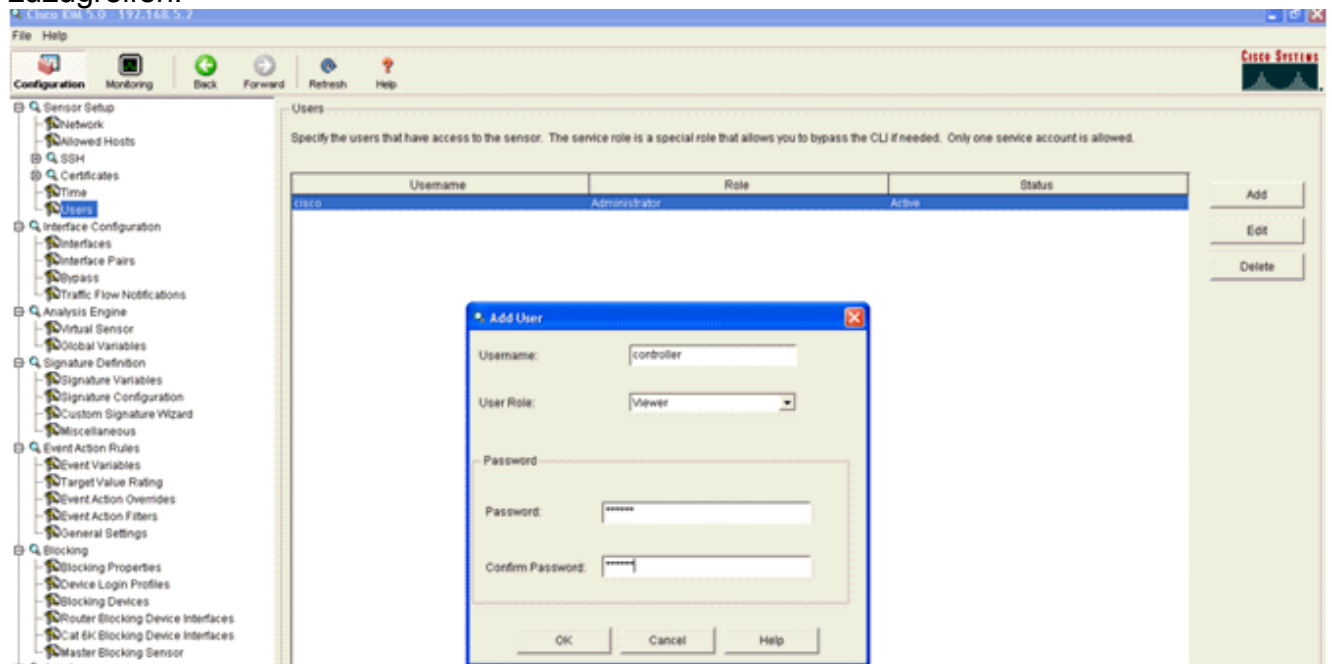 zuzugreifen.
Cisco IDM 5.0 - 192.168.5.2
File Help
Configuration Monitoring Back Forward Refresh Help
CISCO SYSTEMS
Sensor Setup
Network
Allowed Hosts
SSH
Certificates
Time
Users
Interface Configuration
Interfaces
Interface Pairs
Bypass
Traffic Flow Notifications
Analysis Engine
Virtual Sensor
Global Variables
Signature Definition
Signature Variables
Signature Configuration
Custom Signature Wizard
Miscellaneous
Event Action Rules
Event Variables
Target Value Rating
Event Action Overrides
Event Action Filters
General Settings
Blocking
Blocking Properties
Device Login Profiles
Blocking Devices
Router Blocking Device Interfaces
Cat 6K Blocking Device Interfaces
Master Blocking Sensor
Users
Specify the users that have access to the sensor. The service role is a special role that allows you to bypass the CLI if needed. Only one service account is allowed.
Username Role Status
cisco Administrator Active
Add
Edit
Delete
Add User
Username: controller
User Role: Viewer
Password
Password: ******
Confirm Password: ******
OK Cancel Help